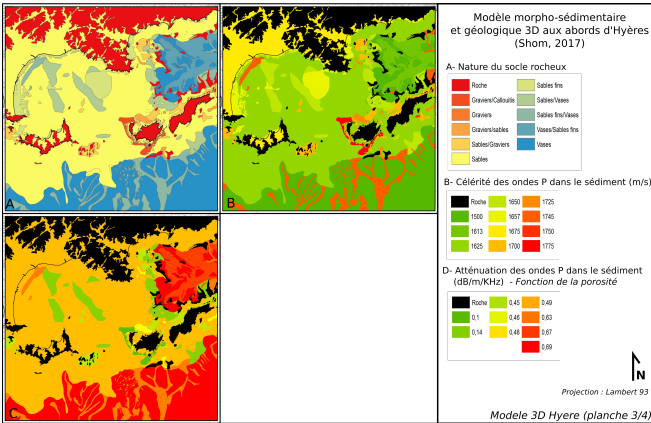 Modèle morpho-sédimentaire
et géologique 3D aux abords d'Hyères
(Shom, 2017)
A- Nature du socle rocheux
Roche
Graviers/Cailloutis
Graviers
Graviers/sables
Sables/Graviers
Sables
Sables fins
Sables/Vases
Sables fins/Vases
Vases/Sables fins
Vases
B- Célérité des ondes P dans le sédiment (m/s)
Roche
1500
1613
1625
1650
1657
1675
1700
1725
1745
1750
1775
D- Atténuation des ondes P dans le sédiment
(dB/m/KHz) - Fonction de la porosité
Roche
0,1
0,14
0,45
0,46
0,48
0,49
0,63
0,67
0,69
N
Projection : Lambert 93
Modele 3D Hyere (planche 3/4)
A
B
C